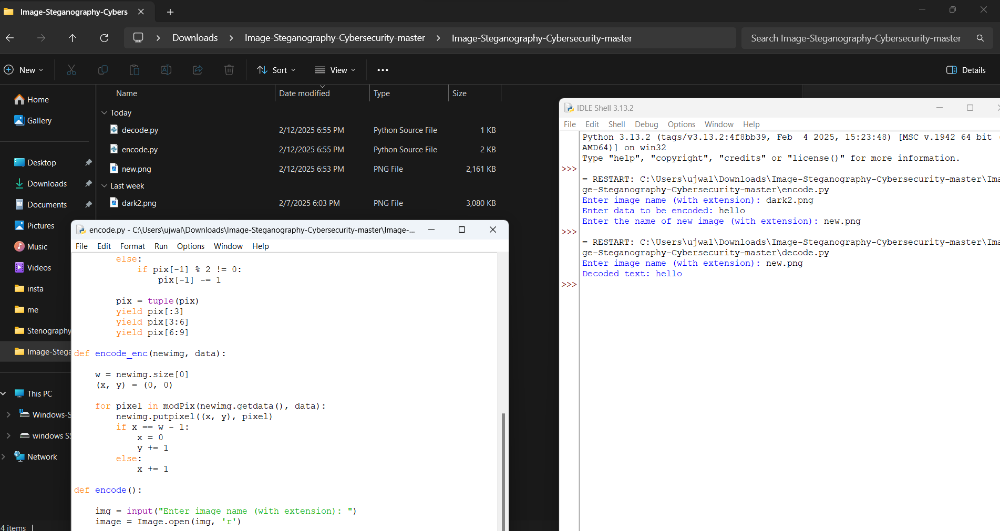 Image-Steganography-Cybers
Downloads > Image-Steganography-Cybersecurity-master > Image-Steganography-Cybersecurity-master
Search Image-Steganography-Cybersecurity-master
New
Sort
View
Details
Home
Gallery
Desktop
Downloads
Documents
Pictures
Music
Videos
insta
me
Stenography
Image-Stega
This PC
Windows-S
windows SS
Network
4 items
Name Date modified Type Size
Today
decode.py 2/12/2025 6:55 PM Python Source File 1 KB
encode.py 2/12/2025 6:55 PM Python Source File 2 KB
new.png 2/12/2025 6:53 PM PNG File 2,161 KB
Last week
dark2.png 2/7/2025 6:03 PM PNG File 3,080 KB
encode.py - C:\Users\ujwal\Downloads\Image-Steganography-Cybersecurity-master\Image-...
File Edit Format Run Options Window Help
else:
if pix[-1] % 2 != 0:
pix[-1] -= 1
pix = tuple(pix)
yield pix[:3]
yield pix[3:6]
yield pix[6:9]
def encode_enc(newimg, data):
w = newimg.size[0]
(x, y) = (0, 0)
for pixel in modPix(newimg.getdata(), data):
newimg.putpixel((x, y), pixel)
if x == w - 1:
x = 0
y += 1
else:
x += 1
def encode():
img = input("Enter image name (with extension): ")
image = Image.open(img, 'r')
IDLE Shell 3.13.2
File Edit Shell Debug Options Window Help
Python 3.13.2 (tags/v3.13.2:4f8bb39, Feb  4 2025, 15:23:48) [MSC v.1942 64 bit (
AMD64)] on win32
Type "help", "copyright", "credits" or "license()" for more information.
>>>
= RESTART: C:\Users\ujwal\Downloads\Image-Steganography-Cybersecurity-master\Ima
ge-Steganography-Cybersecurity-master\encode.py
Enter image name (with extension): dark2.png
Enter data to be encoded: hello
Enter the name of new image (with extension): new.png
>>>
= RESTART: C:\Users\ujwal\Downloads\Image-Steganography-Cybersecurity-master\Ima
ge-Steganography-Cybersecurity-master\decode.py
Enter image name (with extension): new.png
Decoded text: hello
>>>